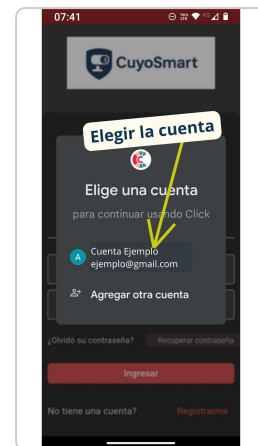 07:41
CuyoSmart
Elegir la cuenta
Elige una cuenta
para continuar usando Click
A
Cuenta Ejemplo
ejemplo@gmail.com
Agregar otra cuenta
¿Olvidó su contraseña? Recuperar contraseña
Ingresar
No tiene una cuenta? Registrarme